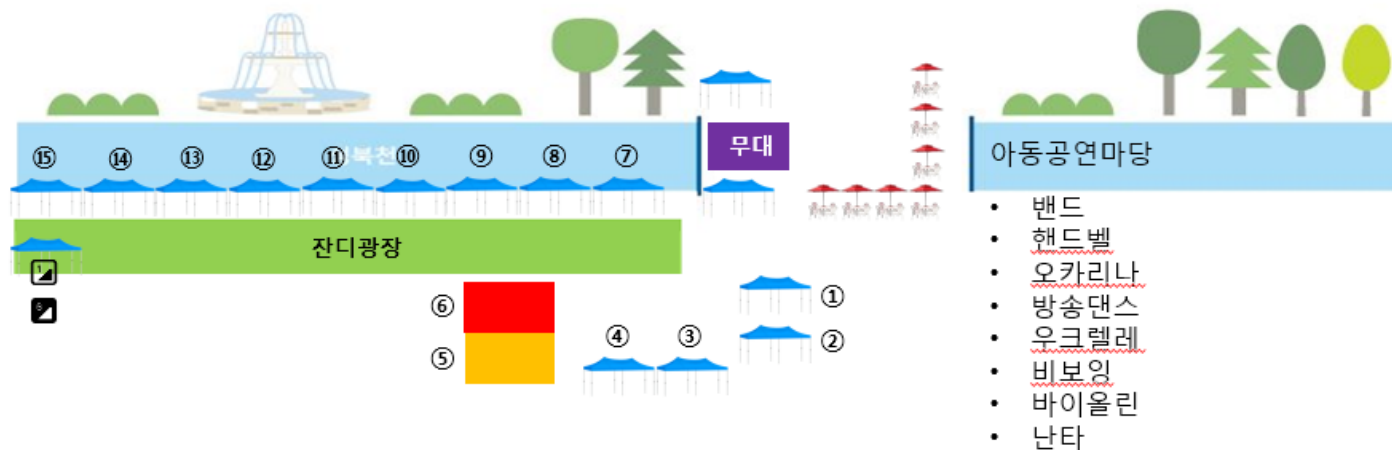 무대
⑮ ⑭ ⑬ ⑫ ⑪ ⑩ ⑨ ⑧ ⑦
잔디광장
⑥
①
⑤
②
④ ③
아동공연마당
• 밴드
• 핸드벨
• 오카리나
• 방송댄스
• 우크렐레
• 비보잉
• 바이올린
• 난타